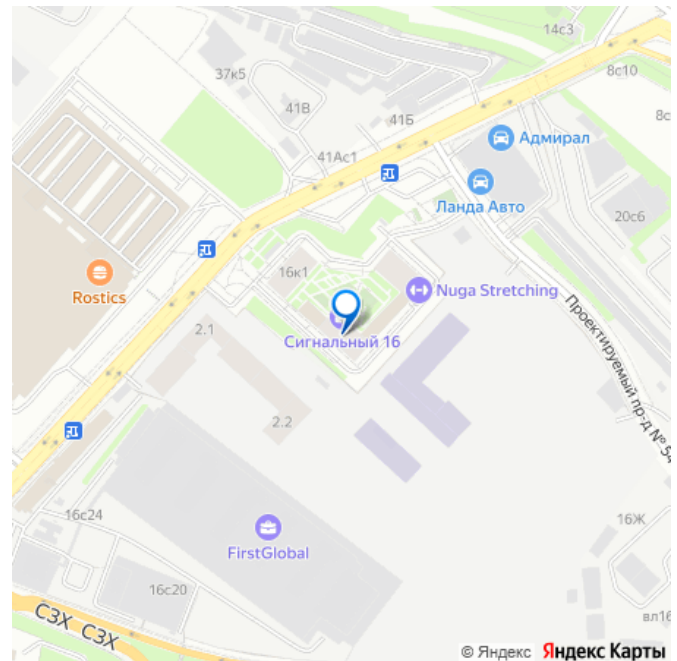 14с3
37к5
8с10
41В
41Б
8с
Адмирал
41Ас1
Ланда Авто
20с6
16к1
Rostics
Nuga Stretching
Сигнальный 16
2.1
Проектируемый пр-д № 54
2.2
16с24
16Ж
FirstGlobal
16с20
вл16
СЗХ СЗХ
© Яндекс Яндекс Карты